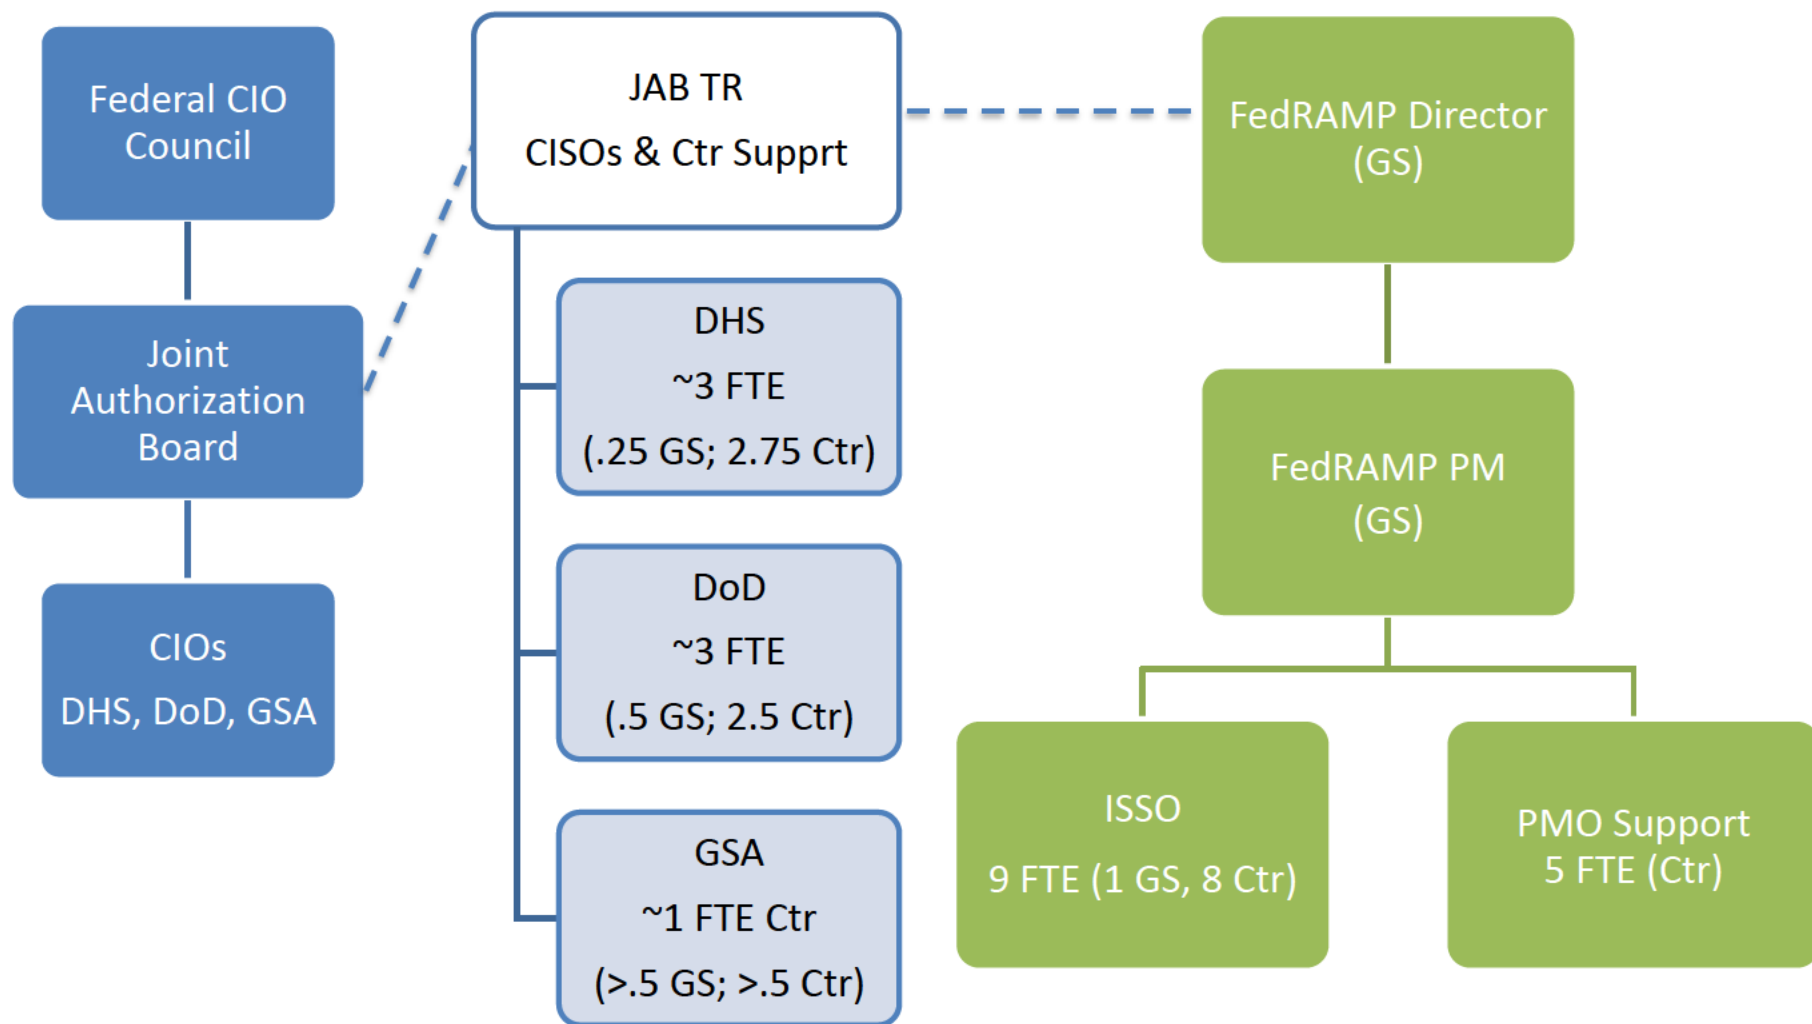 Federal CIO
Council
Joint
Authorization
Board
CIOs
DHS, DoD, GSA
JAB TR
CISOs & Ctr Supprt
DHS
~3 FTE
(.25 GS; 2.75 Ctr)
DoD
~3 FTE
(.5 GS; 2.5 Ctr)
GSA
~1 FTE Ctr
(>.5 GS; >.5 Ctr)
FedRAMP Director
(GS)
FedRAMP PM
(GS)
ISSO
9 FTE (1 GS, 8 Ctr)
PMO Support
5 FTE (Ctr)